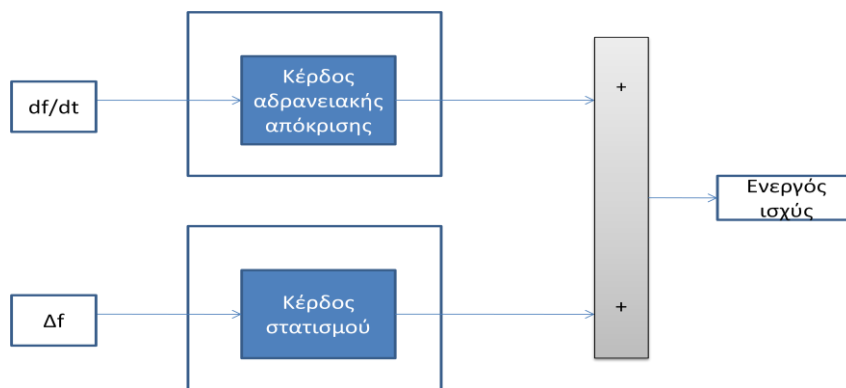 df/dt
Κέρδος
αδρανειακής
απόκρισης
+
Ενεργός
ισχύς
Δf
Κέρδος
στατισμού
+